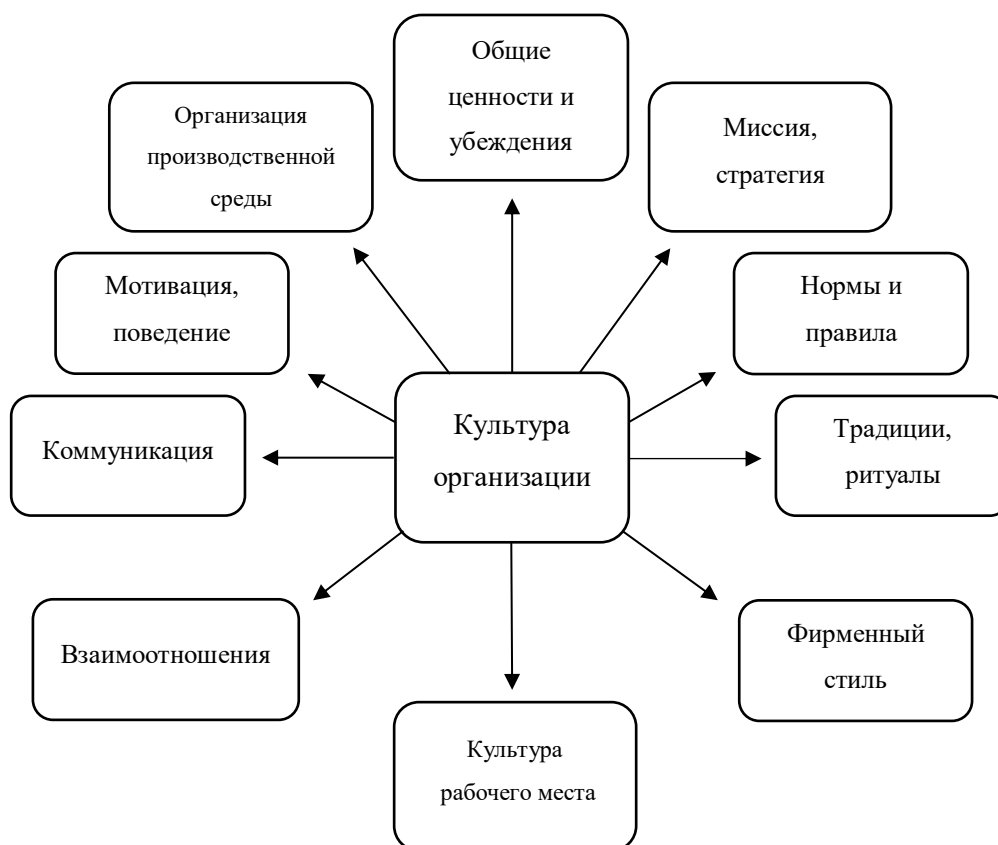 Общие
ценности и
убеждения
Организация
производственной
среды
Миссия,
стратегия
Мотивация,
поведение
Нормы и
правила
Культура
организации
Коммуникация
Традиции,
ритуалы
Взаимоотношения
Фирменный
стиль
Культура
рабочего места